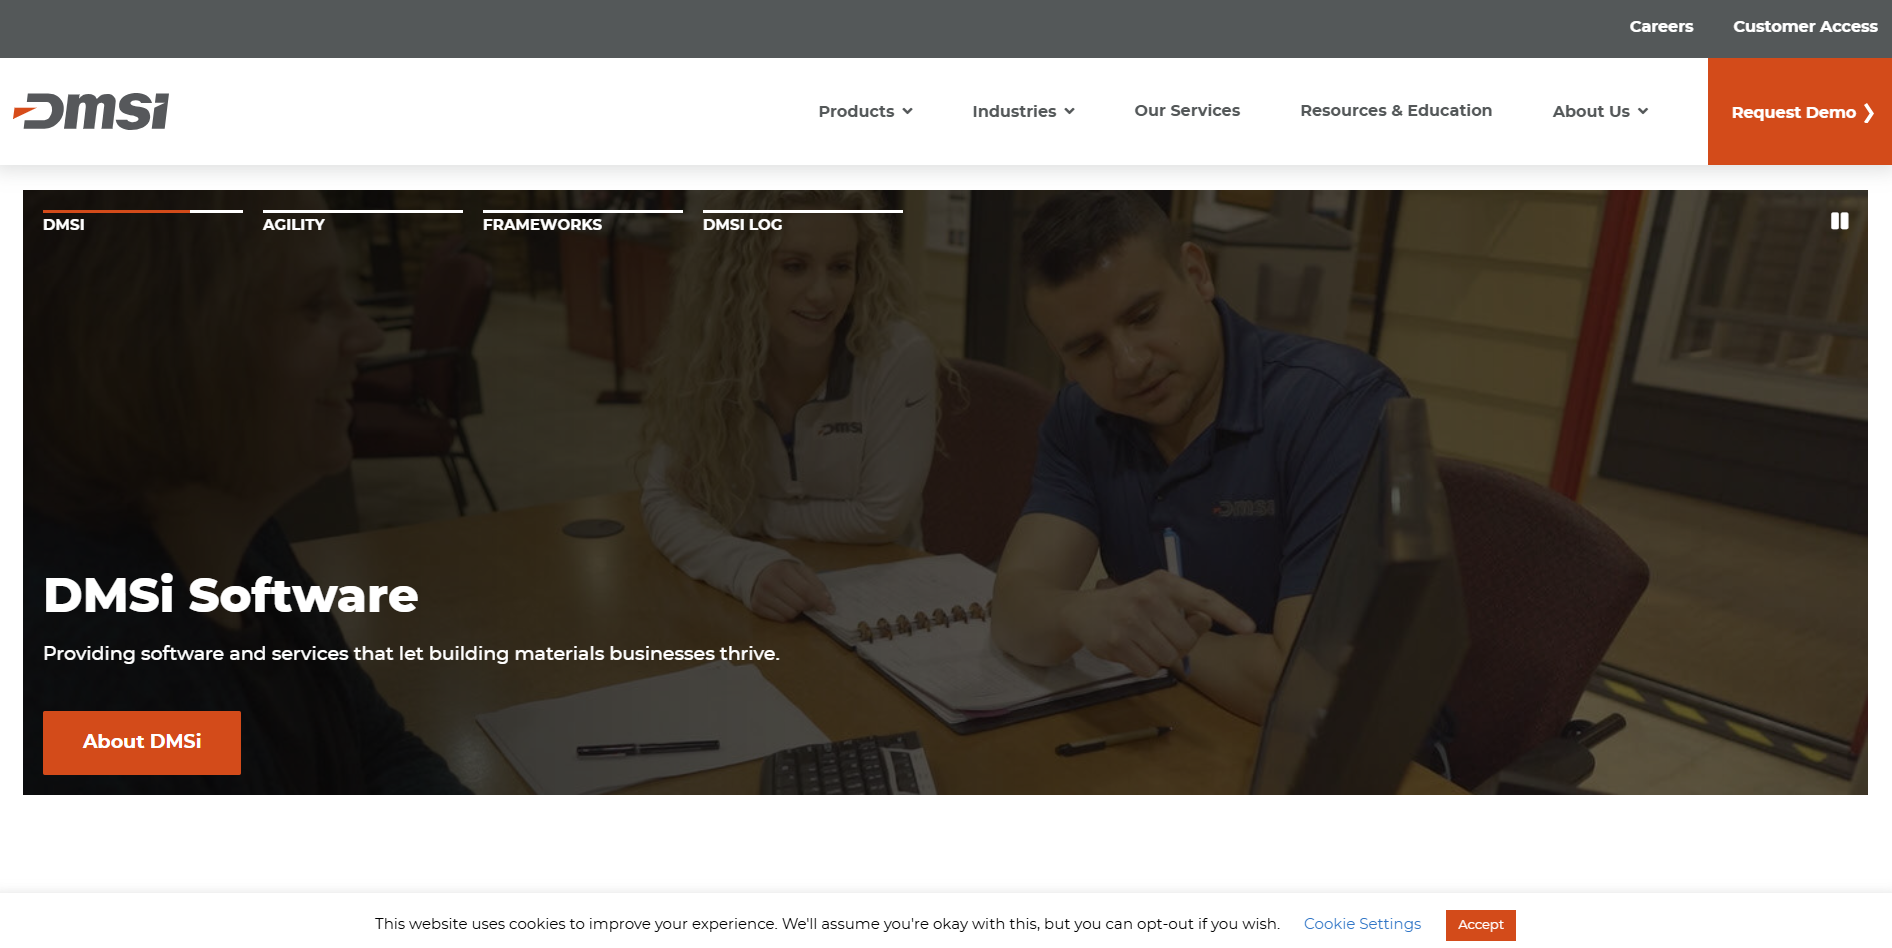 Careers Customer Access
DMSi
Products Industries Our Services Resources & Education About Us Request Demo ❯
DMSI AGILITY FRAMEWORKS DMSI LOG
DMSi
DMSi
DMSi Software
Providing software and services that let building materials businesses thrive.
About DMSi
This website uses cookies to improve your experience. We'll assume you're okay with this, but you can opt-out if you wish. Cookie Settings Accept